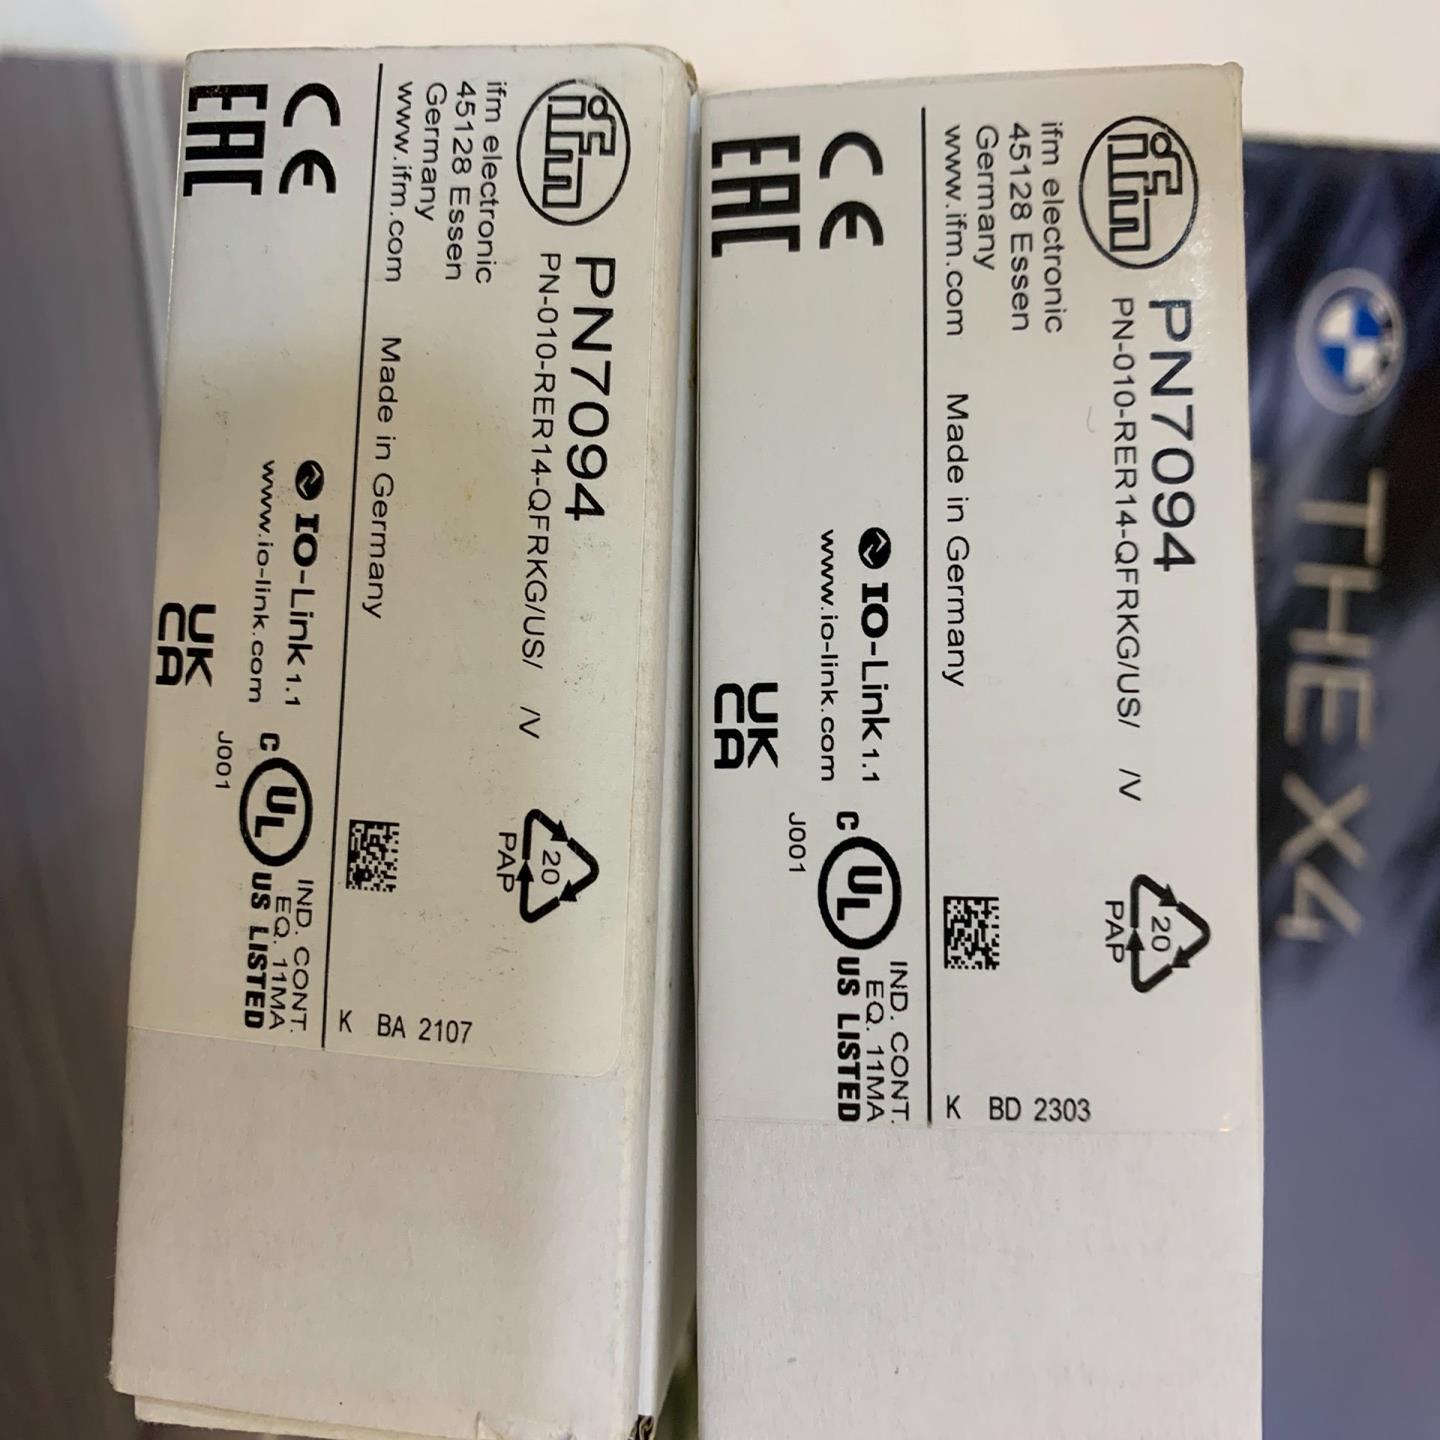 ifm
PN7094
PN-010-RER14-QFRKG/US/ /V
ifm electronic
45128 Essen
Germany
www.ifm.com
Made in Germany
20
PAP
K BA 2107
CE
EAC
IO-Link 1.1
www.io-link.com
UK
CA
c UL US LISTED
IND. CONT.
EQ. 11MA
J001
ifm
PN7094
PN-010-RER14-QFRKG/US/ /V
ifm electronic
45128 Essen
Germany
www.ifm.com
Made in Germany
20
PAP
K BD 2303
CE
EAC
IO-Link 1.1
www.io-link.com
UK
CA
c UL US LISTED
IND. CONT.
EQ. 11MA
J001
THE X4